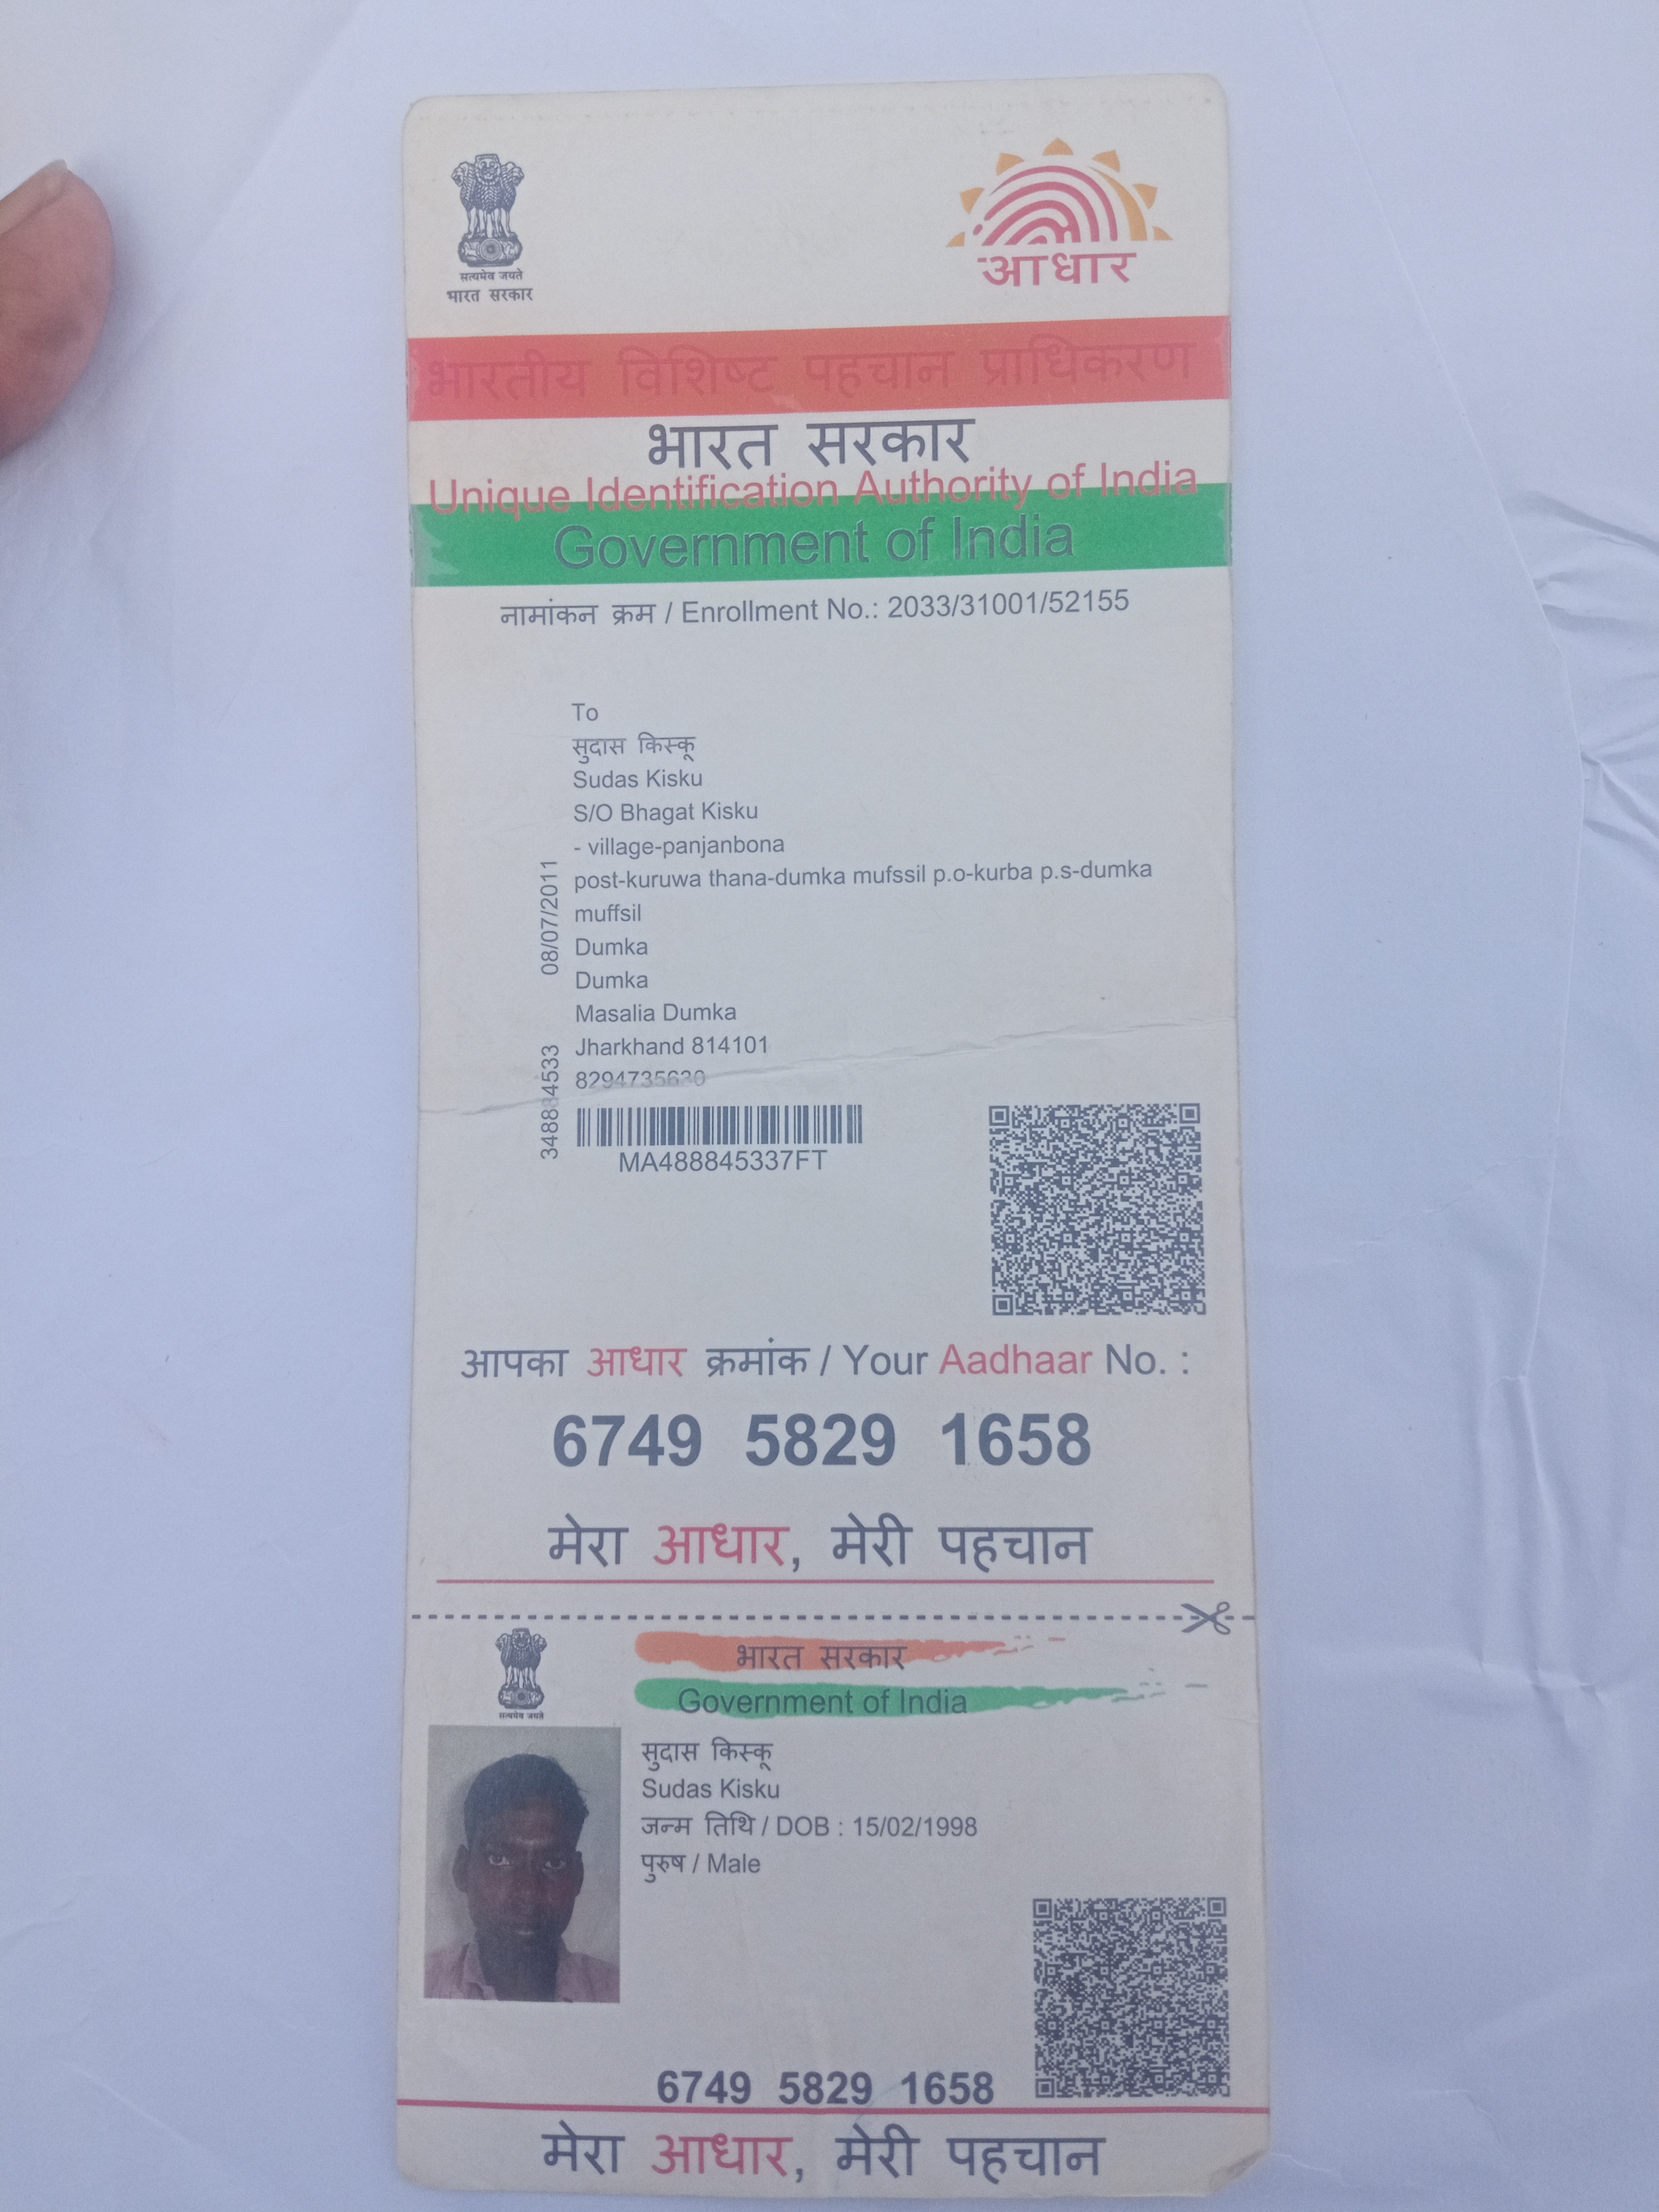 सत्यमेव जयते
भारत सरकार
आधार
भारतीय विशिष्ट पहचान प्राधिकरण
भारत सरकार
Unique Identification Authority of India
Government of India
नामांकन क्रम / Enrollment No.: 2033/31001/52155
To
सुदास किस्कू
Sudas Kisku
S/O Bhagat Kisku
- village-panjanbona
post-kuruwa thana-dumka mufssil p.o-kurba p.s-dumka
muffsil
Dumka
Dumka
Masalia Dumka
Jharkhand 814101
8294735630
08/07/2011
348884533
MA488845337FT
आपका आधार क्रमांक / Your Aadhaar No. :
6749 5829 1658
मेरा आधार, मेरी पहचान
सत्यमेव जयते
भारत सरकार
Government of India
सुदास किस्कू
Sudas Kisku
जन्म तिथि / DOB : 15/02/1998
पुरुष / Male
6749 5829 1658
मेरा आधार, मेरी पहचान